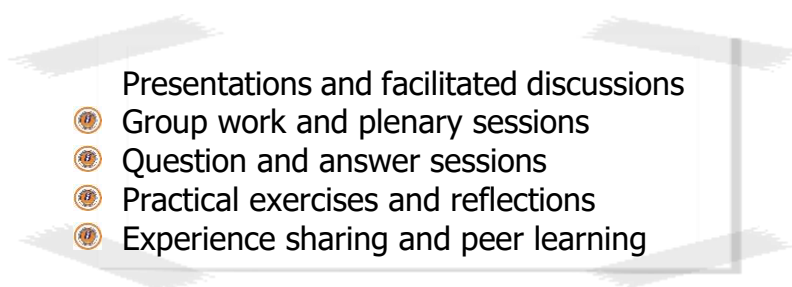 Presentations and facilitated discussions
Group work and plenary sessions
Question and answer sessions
Practical exercises and reflections
Experience sharing and peer learning